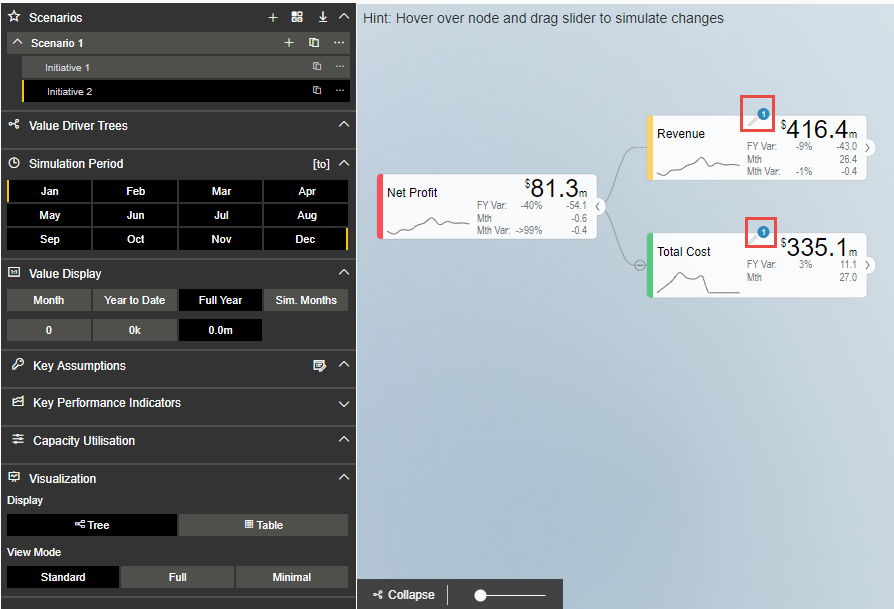 Scenarios
Scenario 1
Initiative 1
Initiative 2
Value Driver Trees
Simulation Period [to]
Jan Feb Mar Apr
May Jun Jul Aug
Sep Oct Nov Dec
Value Display
Month Year to Date Full Year Sim. Months
0 0k 0.0m
Key Assumptions
Key Performance Indicators
Capacity Utilisation
Visualization
Display
Tree Table
View Mode
Standard Full Minimal
Hint: Hover over node and drag slider to simulate changes
Net Profit $81.3m
FY Var: -40% -54.1
Mth -0.6
Mth Var: ->99% -0.4
1
Revenue $416.4m
FY Var: -9% -43.0
Mth 26.4
Mth Var: -1% -0.4
1
Total Cost $335.1m
FY Var: 3% 11.1
Mth 27.0
Collapse